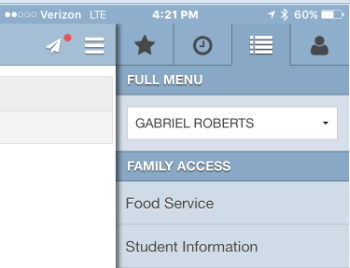 Verizon LTE 4:21 PM 60%
FULL MENU
GABRIEL ROBERTS
FAMILY ACCESS
Food Service
Student Information